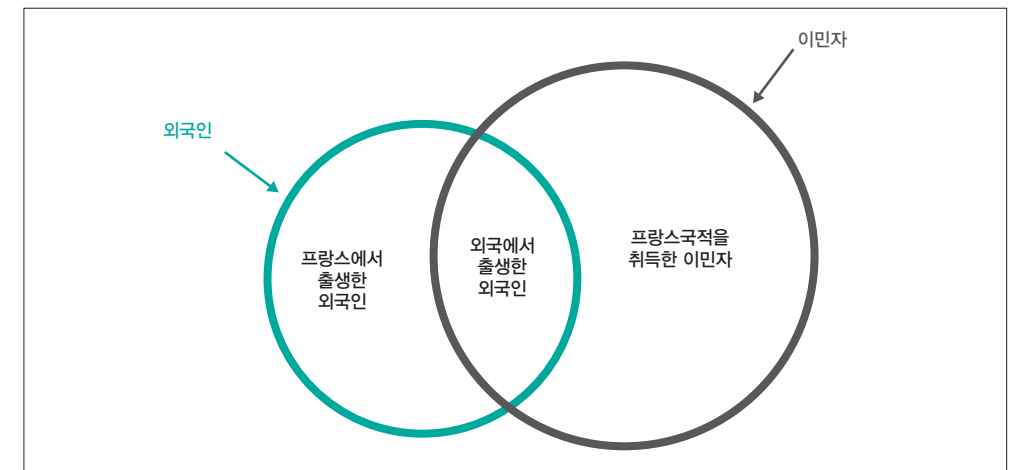 이민자
외국인
프랑스에서
출생한
외국인
외국에서
출생한
외국인
프랑스국적을
취득한 이민자